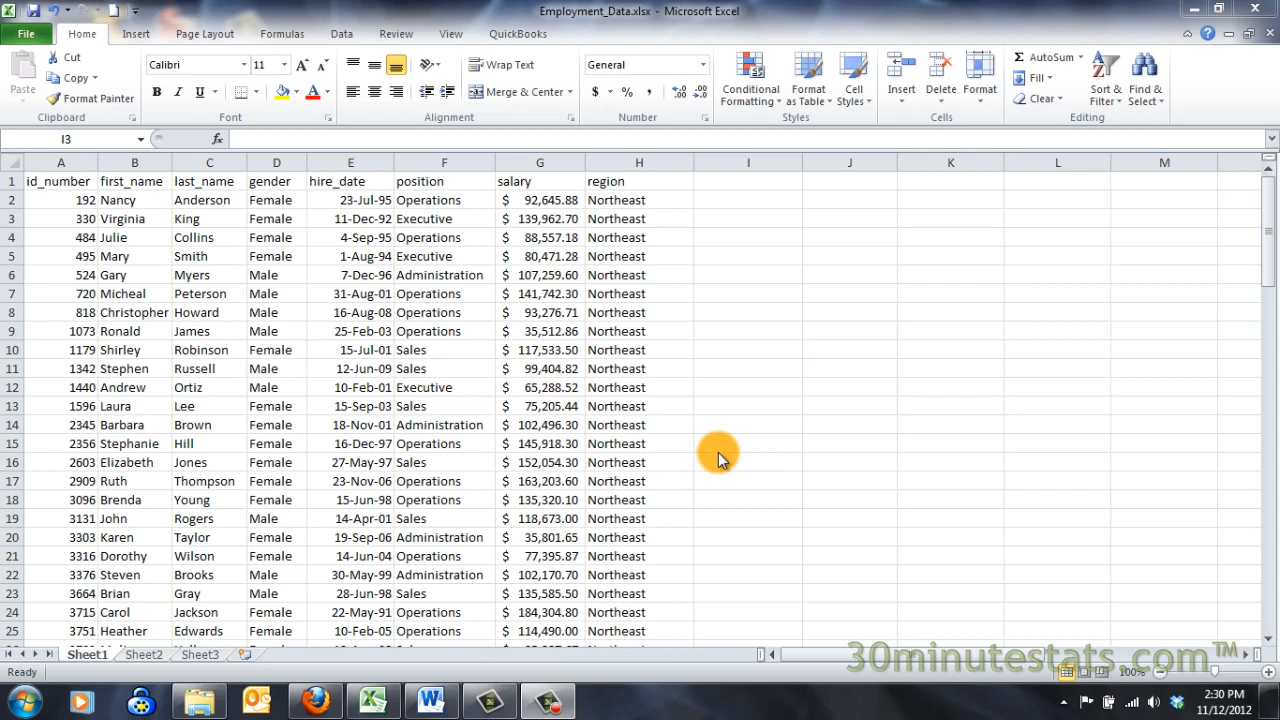 Employment_Data.xlsx - Microsoft Excel
File Home Insert Page Layout Formulas Data Review View QuickBooks
Cut
Copy
Format Painter
Paste
Clipboard
Calibri 11
Font
Wrap Text
Merge & Center
Alignment
General
Number
Conditional Formatting
Format as Table
Cell Styles
Styles
Insert Delete Format
Cells
AutoSum
Fill
Clear
Sort & Filter
Find & Select
Editing
I3 fx
A B C D E F G H I J K L M
1 id_number first_name last_name gender hire_date position salary region
2 192 Nancy Anderson Female 23-Jul-95 Operations $ 92,645.88 Northeast
3 330 Virginia King Female 11-Dec-92 Executive $ 139,962.70 Northeast
4 484 Julie Collins Female 4-Sep-95 Operations $ 88,557.18 Northeast
5 495 Mary Smith Female 1-Aug-94 Executive $ 80,471.28 Northeast
6 524 Gary Myers Male 7-Dec-96 Administration $ 107,259.60 Northeast
7 720 Micheal Peterson Male 31-Aug-01 Operations $ 141,742.30 Northeast
8 818 Christopher Howard Male 16-Aug-08 Operations $ 93,276.71 Northeast
9 1073 Ronald James Male 25-Feb-03 Operations $ 35,512.86 Northeast
10 1179 Shirley Robinson Female 15-Jul-01 Sales $ 117,533.50 Northeast
11 1342 Stephen Russell Male 12-Jun-09 Sales $ 99,404.82 Northeast
12 1440 Andrew Ortiz Male 10-Feb-01 Executive $ 65,288.52 Northeast
13 1596 Laura Lee Female 15-Sep-03 Sales $ 75,205.44 Northeast
14 2345 Barbara Brown Female 18-Nov-01 Administration $ 102,496.30 Northeast
15 2356 Stephanie Hill Female 16-Dec-97 Operations $ 145,918.30 Northeast
16 2603 Elizabeth Jones Female 27-May-97 Sales $ 152,054.30 Northeast
17 2909 Ruth Thompson Female 23-Nov-06 Operations $ 163,203.60 Northeast
18 3096 Brenda Young Female 15-Jun-98 Operations $ 135,320.10 Northeast
19 3131 John Rogers Male 14-Apr-01 Sales $ 118,673.00 Northeast
20 3303 Karen Taylor Female 19-Sep-06 Administration $ 35,801.65 Northeast
21 3316 Dorothy Wilson Female 14-Jun-04 Operations $ 77,395.87 Northeast
22 3376 Steven Brooks Male 30-May-99 Administration $ 102,170.70 Northeast
23 3664 Brian Gray Male 28-Jun-98 Sales $ 135,585.50 Northeast
24 3715 Carol Jackson Female 22-May-91 Operations $ 184,304.80 Northeast
25 3751 Heather Edwards Female 10-Feb-05 Operations $ 114,490.00 Northeast
Sheet1 Sheet2 Sheet3
30minutestats.com™
Ready 100%
2:30 PM
11/12/2012